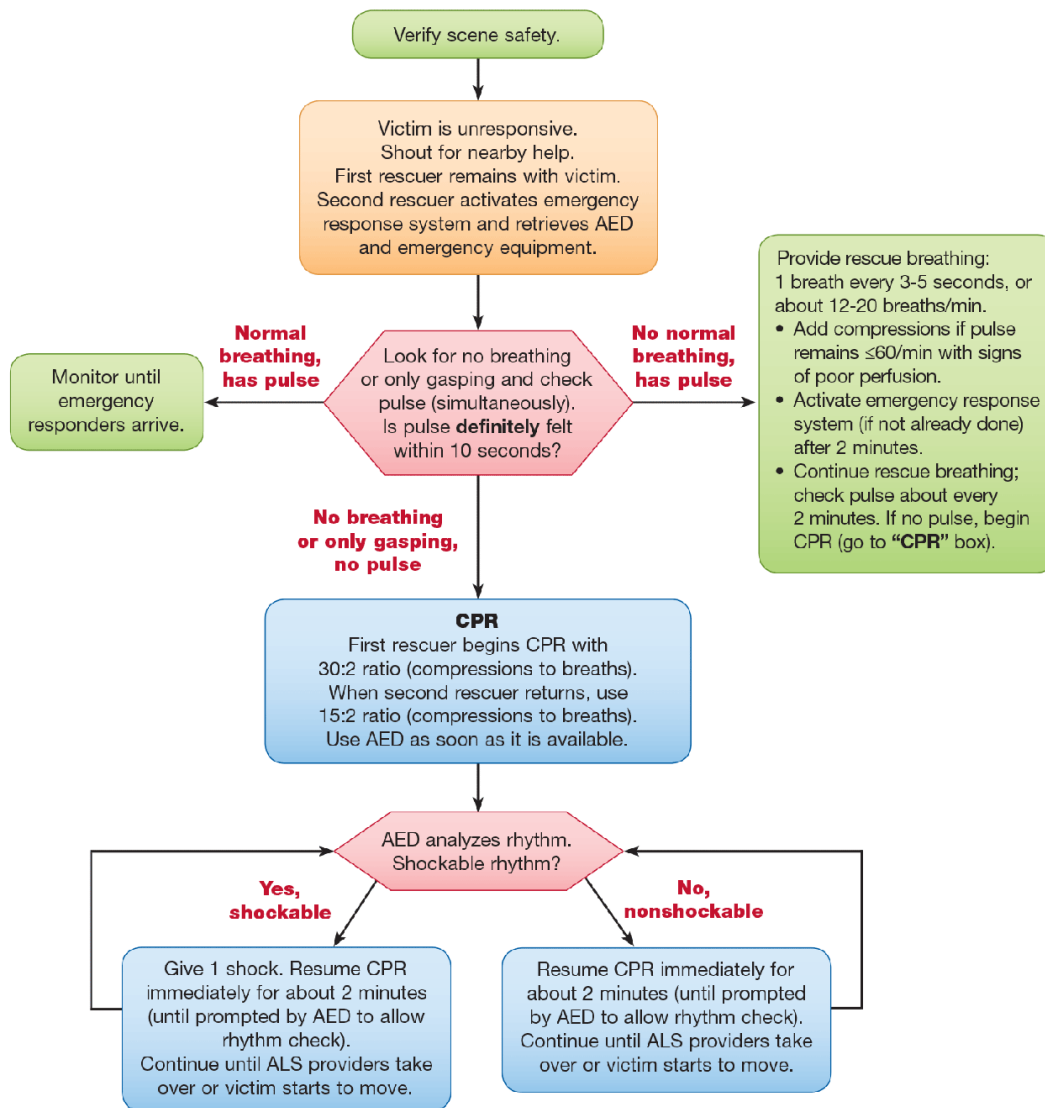 Verify scene safety.
Victim is unresponsive.
Shout for nearby help.
First rescuer remains with victim.
Second rescuer activates emergency
response system and retrieves AED
and emergency equipment.
Normal
breathing,
has pulse
Look for no breathing
or only gasping and check
pulse (simultaneously).
Is pulse definitely felt
within 10 seconds?
No normal
breathing,
has pulse
Monitor until
emergency
responders arrive.
Provide rescue breathing:
1 breath every 3-5 seconds, or
about 12-20 breaths/min.
• Add compressions if pulse
remains ≤60/min with signs
of poor perfusion.
• Activate emergency response
system (if not already done)
after 2 minutes.
• Continue rescue breathing;
check pulse about every
2 minutes. If no pulse, begin
CPR (go to “CPR” box).
No breathing
or only gasping,
no pulse
CPR
First rescuer begins CPR with
30:2 ratio (compressions to breaths).
When second rescuer returns, use
15:2 ratio (compressions to breaths).
Use AED as soon as it is available.
AED analyzes rhythm.
Shockable rhythm?
Yes,
shockable
No,
nonshockable
Give 1 shock. Resume CPR
immediately for about 2 minutes
(until prompted by AED to allow
rhythm check).
Continue until ALS providers take
over or victim starts to move.
Resume CPR immediately for
about 2 minutes (until prompted
by AED to allow rhythm check).
Continue until ALS providers take
over or victim starts to move.